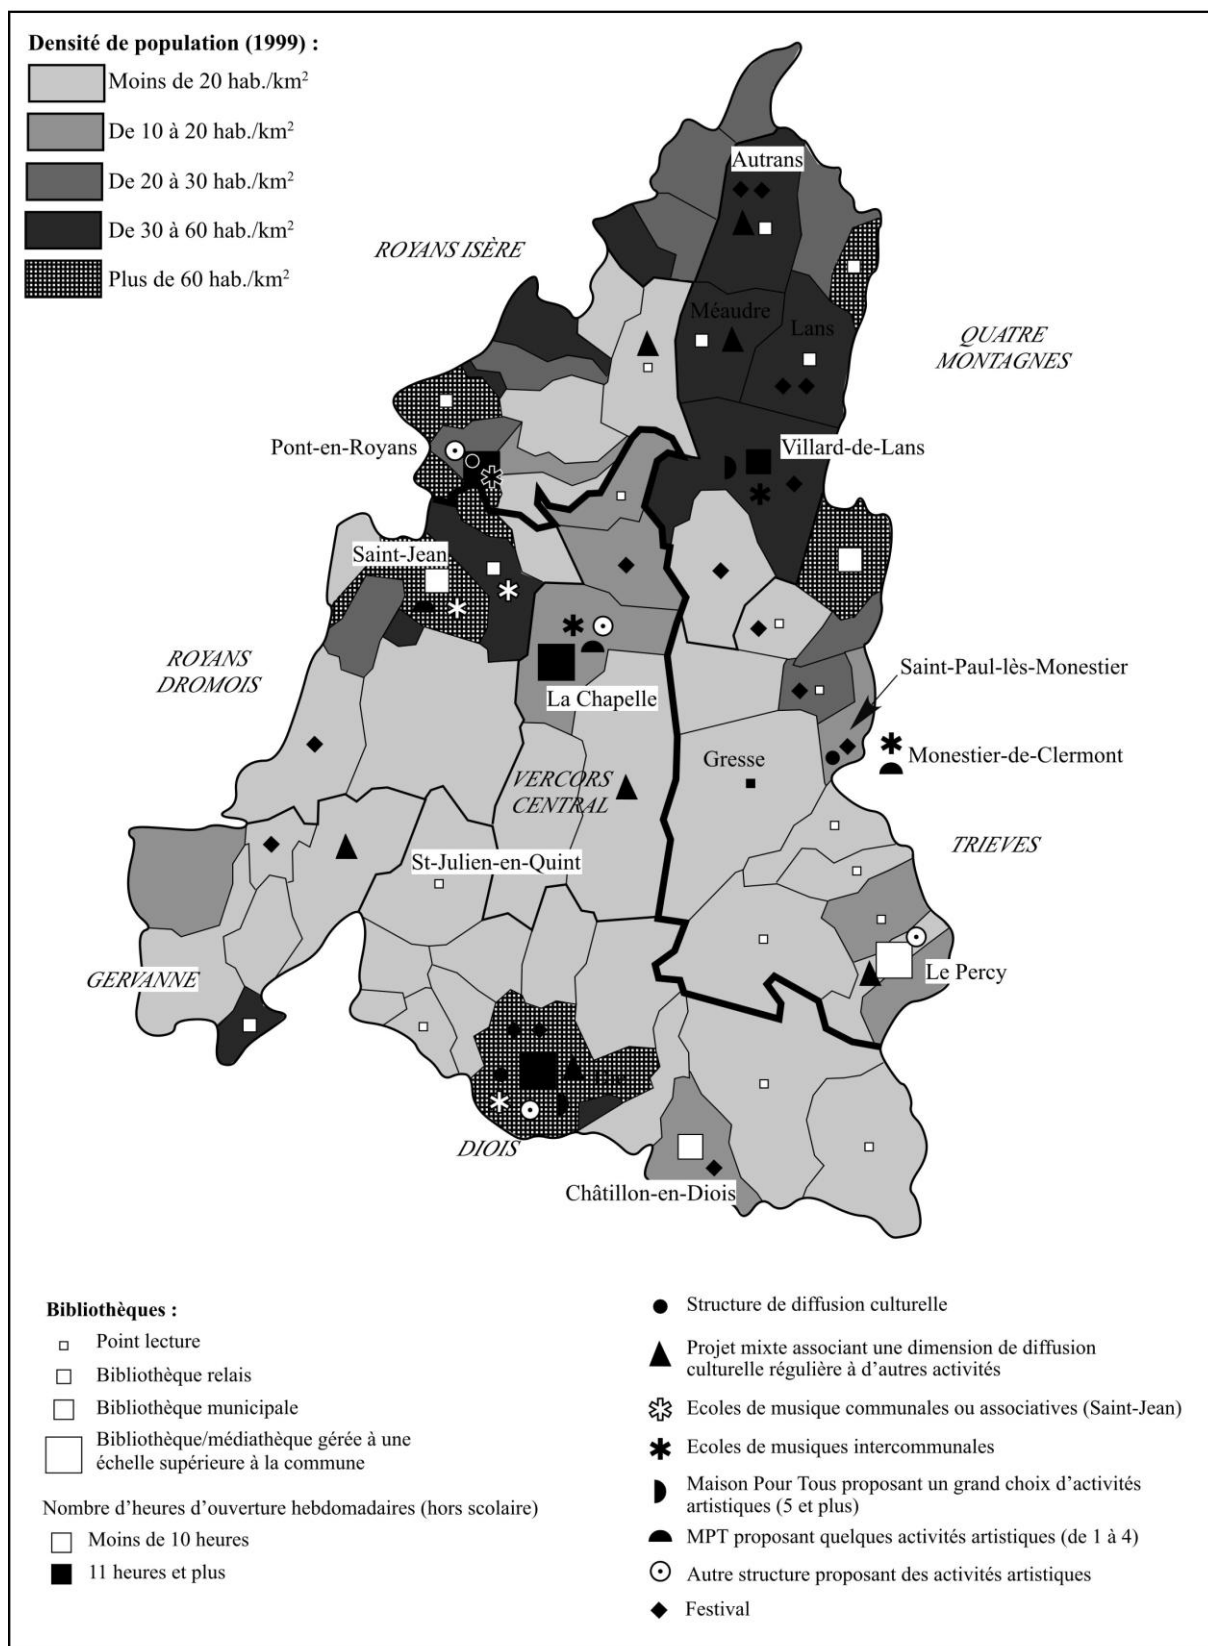 Densité de population (1999) :
Moins de 20 hab./km²
De 10 à 20 hab./km²
De 20 à 30 hab./km²
De 30 à 60 hab./km²
Plus de 60 hab./km²
Autrans
ROYANS ISÈRE
Méaudre
Lans
QUATRE
MONTAGNES
Pont-en-Royans
Villard-de-Lans
Saint-Jean
ROYANS
DROMOIS
Saint-Paul-lès-Monestier
La Chapelle
Gresse
Monestier-de-Clermont
VERCORS
CENTRAL
TRIEVES
St-Julien-en-Quint
GERVANNE
Le Percy
Die
DIOIS
Châtillon-en-Diois
Bibliothèques :
Point lecture
Bibliothèque relais
Bibliothèque municipale
Bibliothèque/médiathèque gérée à une
échelle supérieure à la commune
Nombre d'heures d'ouverture hebdomadaires (hors scolaire)
Moins de 10 heures
11 heures et plus
Structure de diffusion culturelle
Projet mixte associant une dimension de diffusion
culturelle régulière à d'autres activités
Ecoles de musique communales ou associatives (Saint-Jean)
Ecoles de musiques intercommunales
Maison Pour Tous proposant un grand choix d'activités
artistiques (5 et plus)
MPT proposant quelques activités artistiques (de 1 à 4)
Autre structure proposant des activités artistiques
Festival